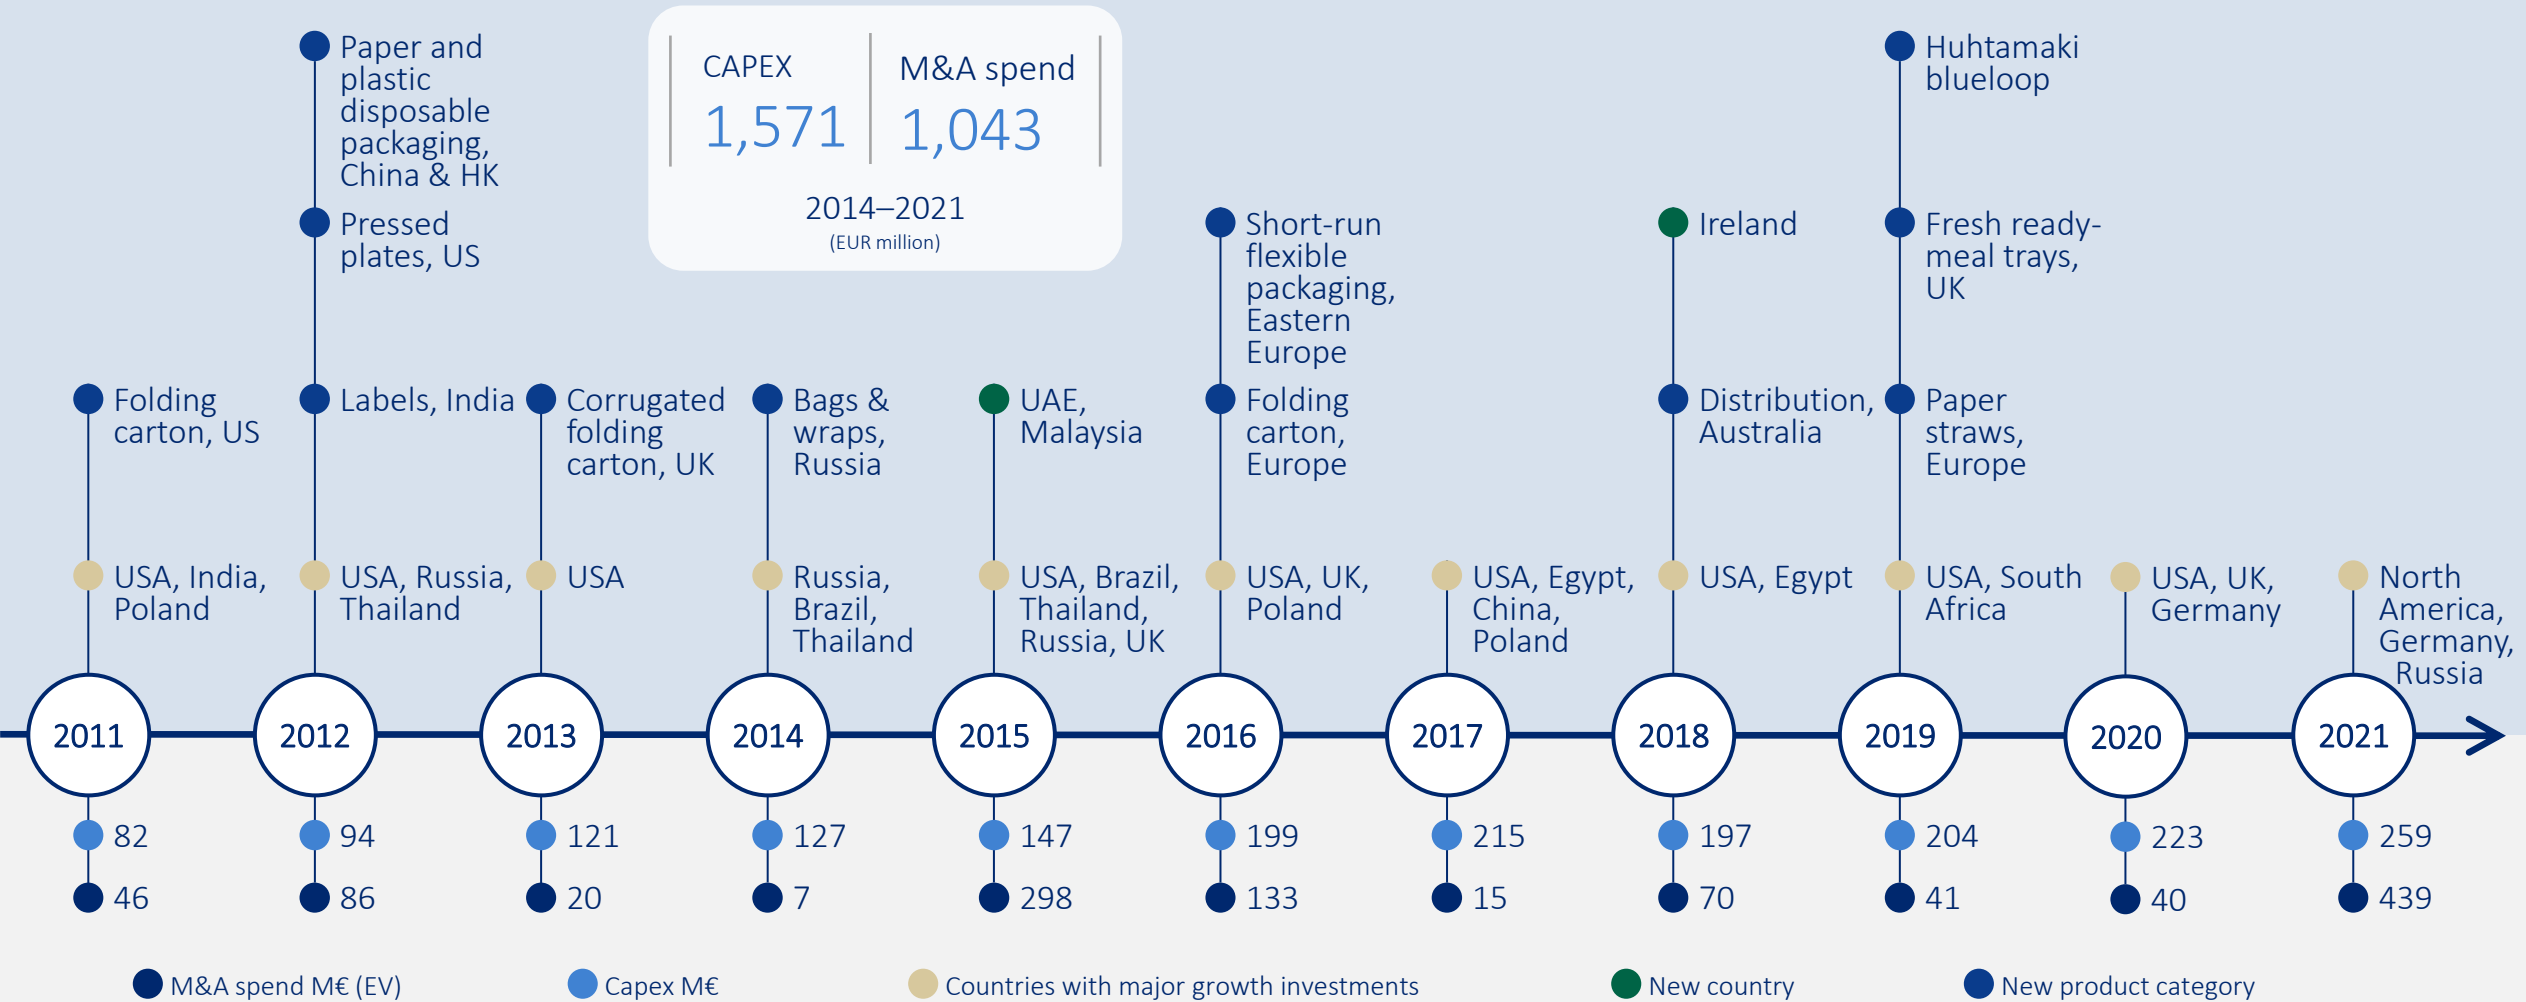 CAPEX
1,571
M&A spend
1,043
2014–2021
(EUR million)
Folding
carton, US
USA, India,
Poland
2011
82
46
Paper and
plastic
disposable
packaging,
China & HK
Pressed
plates, US
Labels, India
USA, Russia,
Thailand
2012
94
86
Corrugated
folding
carton, UK
USA
2013
121
20
Bags &
wraps,
Russia
Russia,
Brazil,
Thailand
2014
127
7
UAE,
Malaysia
USA, Brazil,
Thailand,
Russia, UK
2015
147
298
Short-run
flexible
packaging,
Eastern
Europe
Folding
carton,
Europe
USA, UK,
Poland
2016
199
133
USA, Egypt,
China,
Poland
2017
215
15
Ireland
Distribution,
Australia
USA, Egypt
2018
197
70
Huhtamaki
blueloop
Fresh ready-
meal trays,
UK
Paper
straws,
Europe
USA, South
Africa
2019
204
41
USA, UK,
Germany
2020
223
40
North
America,
Germany,
Russia
2021
259
439
M&A spend M€ (EV)
Capex M€
Countries with major growth investments
New country
New product category